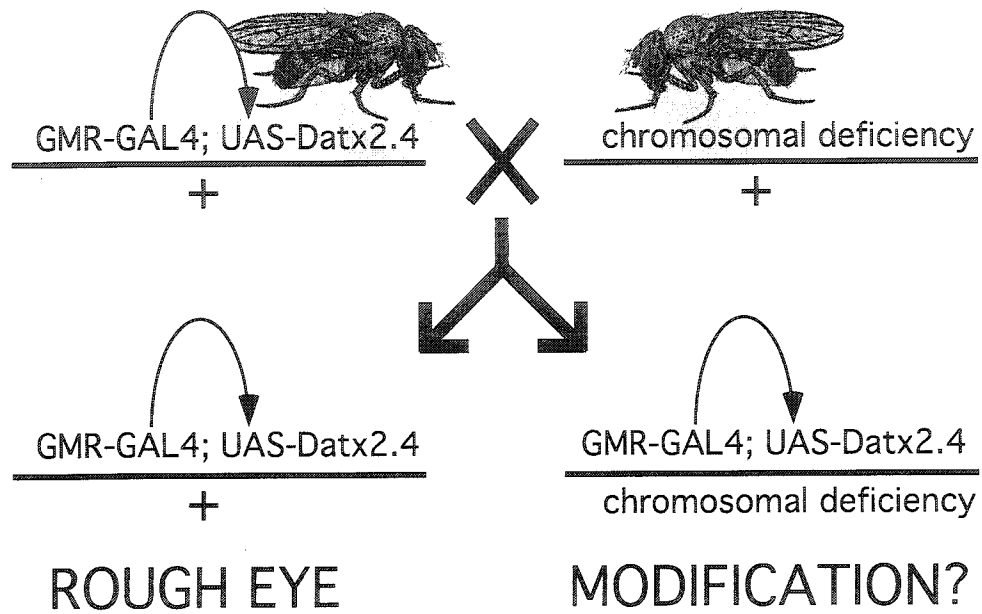 GMR-GAL4; UAS-Datx2.4
+
chromosomal deficiency
+
GMR-GAL4; UAS-Datx2.4
+
GMR-GAL4; UAS-Datx2.4
chromosomal deficiency
ROUGH EYE
MODIFICATION?